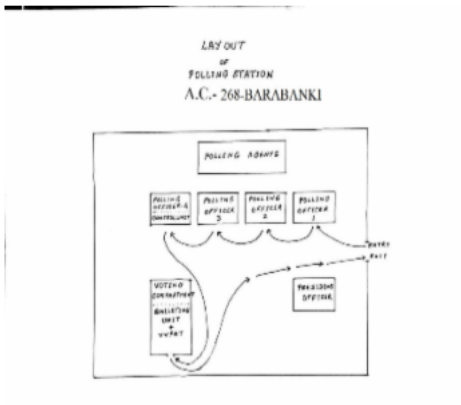 LAY OUT
OF
POLLING STATION
A.C.- 268-BARABANKI
POLLING AGENTS
POLLING
OFFICER-4
CONTROL UNIT
POLLING
OFFICER
3
POLLING
OFFICER
2
POLLING
OFFICER
1
ENTRY
EXIT
VOTING
COMPARTMENT
BALLOTING
UNIT
+
VVPAT
PRESIDING
OFFICER